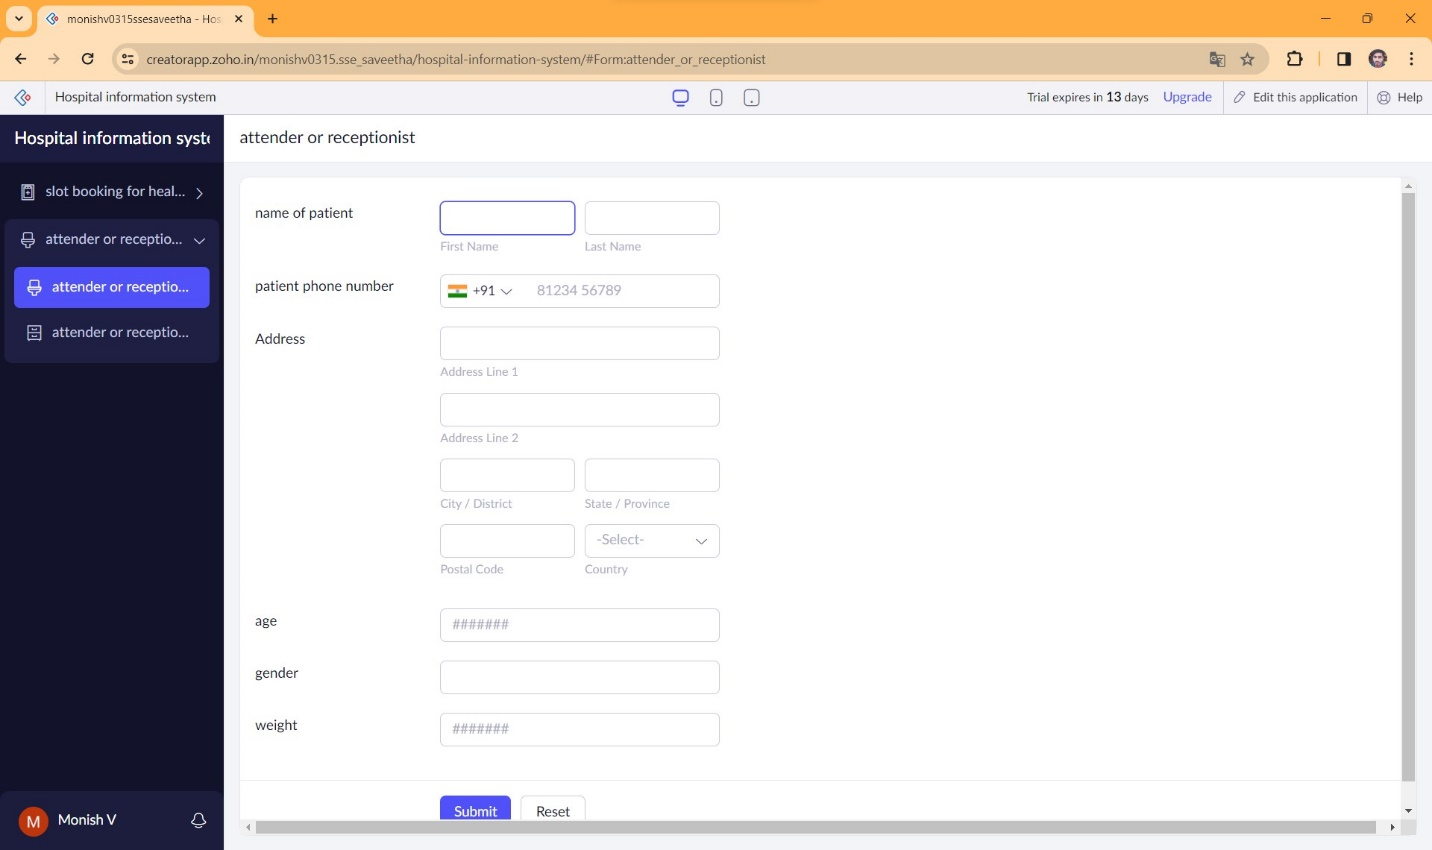 monishv0315ssesaveetha - Hos
creatorapp.zoho.in/monishv0315.sse_saveetha/hospital-information-system/#Form:attender_or_receptionist
Hospital information system
Trial expires in 13 days Upgrade Edit this application Help
Hospital information syste
attender or receptionist
slot booking for heal...
attender or receptio...
attender or receptio...
attender or receptio...
name of patient
First Name Last Name
patient phone number +91 81234 56789
Address
Address Line 1
Address Line 2
City / District State / Province
-Select-
Postal Code Country
age #######
gender
weight #######
Submit Reset
M Monish V